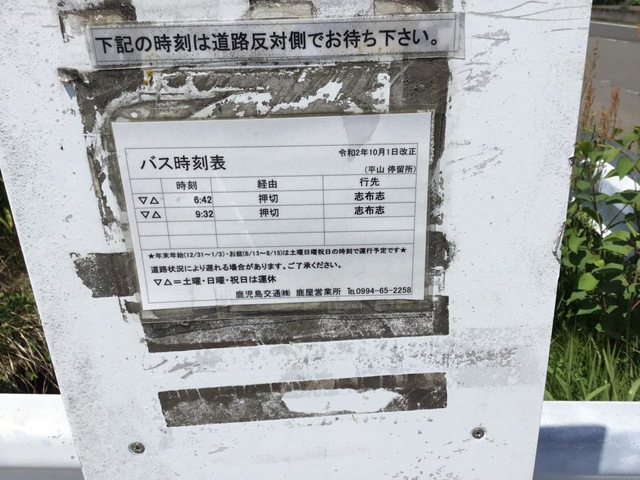 下記の時刻は道路反対側でお待ち下さい。
バス時刻表
令和2年10月1日改正
(平山 停留所)
時刻 経由 行先
▽△ 6:42 押切 志布志
▽△ 9:32 押切 志布志
★年末年始(12/31~1/3)・お盆(8/13~8/15)は土曜日曜祝日の時刻で運行予定です★
道路状況により遅れる場合があります。ご了承ください。
▽△=土曜・日曜・祝日は運休
鹿児島交通㈱ 鹿屋営業所 ℡0994-65-2258